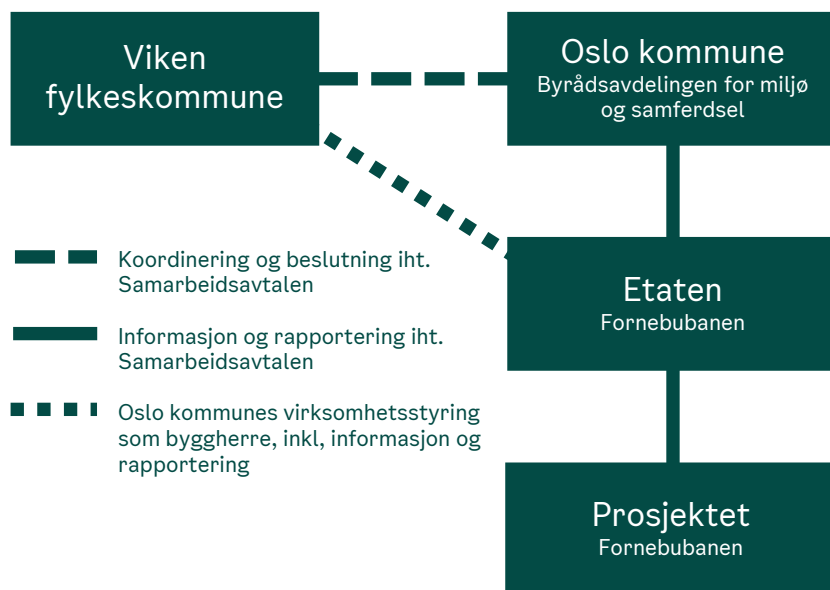 Viken
fylkeskommune
Oslo kommune
Byrådsavdelingen for miljø
og samferdsel
Koordinering og beslutning iht.
Samarbeidsavtalen
Informasjon og rapportering iht.
Samarbeidsavtalen
Oslo kommunes virksomhetsstyring
som byggherre, inkl, informasjon og
rapportering
Etaten
Fornebubanen
Prosjektet
Fornebubanen